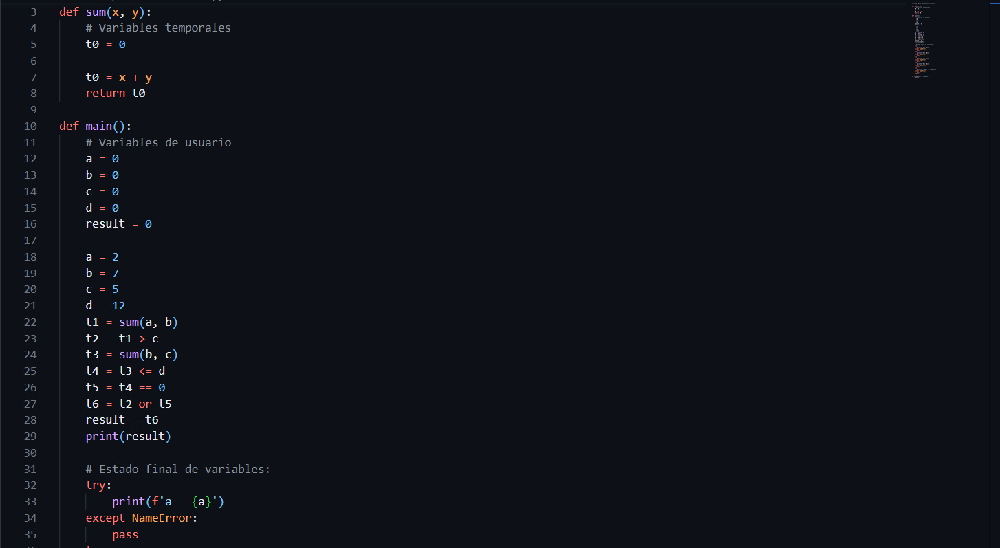 3 def sum(x, y):
4 # Variables temporales
5 t0 = 0
6
7 t0 = x + y
8 return t0
9
10 def main():
11 # Variables de usuario
12 a = 0
13 b = 0
14 c = 0
15 d = 0
16 result = 0
17
18 a = 2
19 b = 7
20 c = 5
21 d = 12
22 t1 = sum(a, b)
23 t2 = t1 > c
24 t3 = sum(b, c)
25 t4 = t3 <= d
26 t5 = t4 == 0
27 t6 = t2 or t5
28 result = t6
29 print(result)
30
31 # Estado final de variables:
32 try:
33 print(f'a = {a}')
34 except NameError:
35 pass